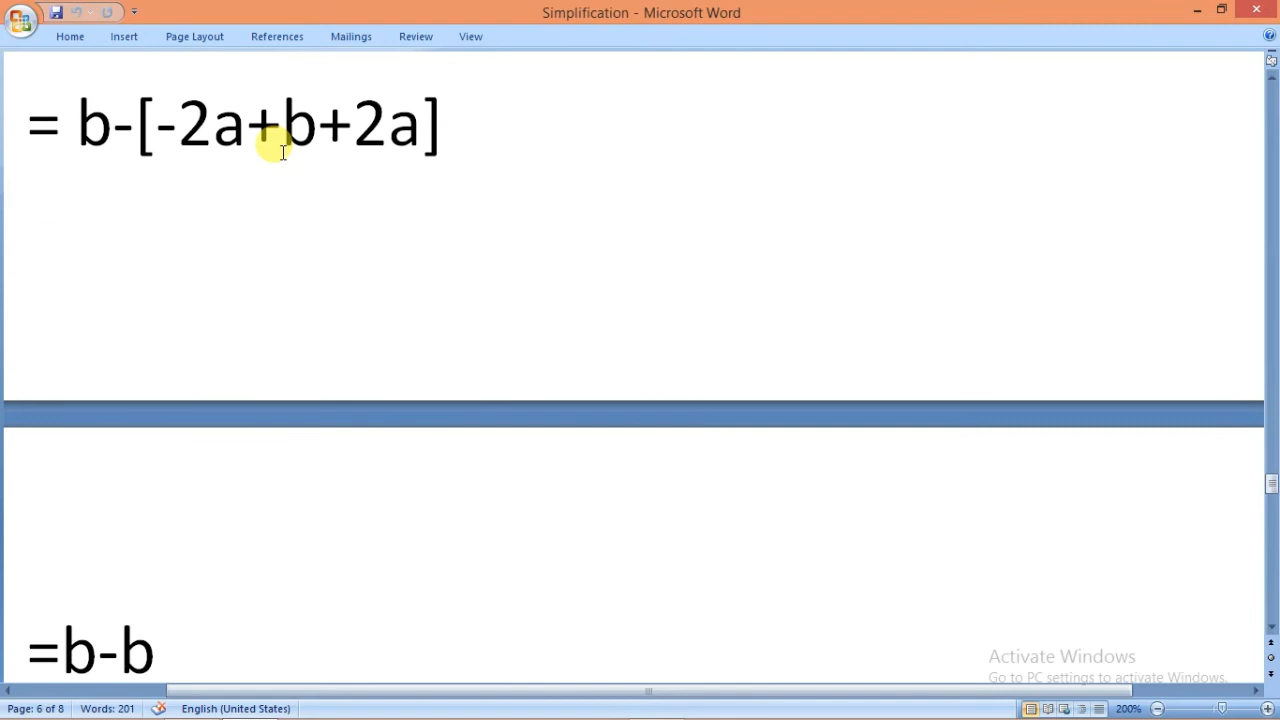 Simplification - Microsoft Word
Home Insert Page Layout References Mailings Review View
= b-[-2a+b+2a]
=b-b
Activate Windows
Go to PC settings to activate Windows.
Page: 6 of 8 Words: 201 English (United States) 200%